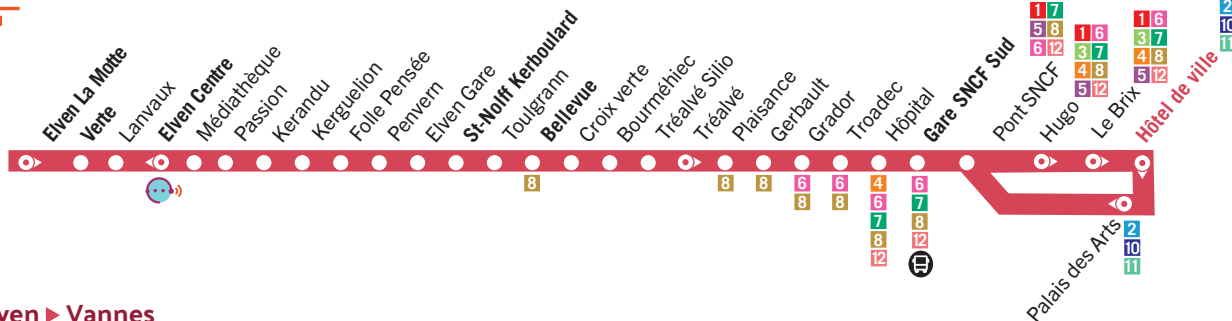 Elven La Motte
Verte
Lanvaux
Elven Centre
Médiathèque
Passion
Kerandu
Kerguelion
Folle Pensée
Penvern
Elven Gare
St-Nolff Kerboulard
Toulgrann
Bellevue
Croix verte
Bourméhiec
Tréalvé Silio
Tréalvé
Plaisance
Gerbault
Grador
Troadec
Hôpital
Gare SNCF Sud
Pont SNCF
Hugo
Le Brix
Hôtel de ville
1 7
5 8
6 12
1 6
3 7
4 8
5 12
1 6
3 7
4 8
5 12
2
10
11
8
8
8
6
8
6
8
4
6
7
8
12
6
7
8
12
Palais des Arts
2
10
11
Vannes